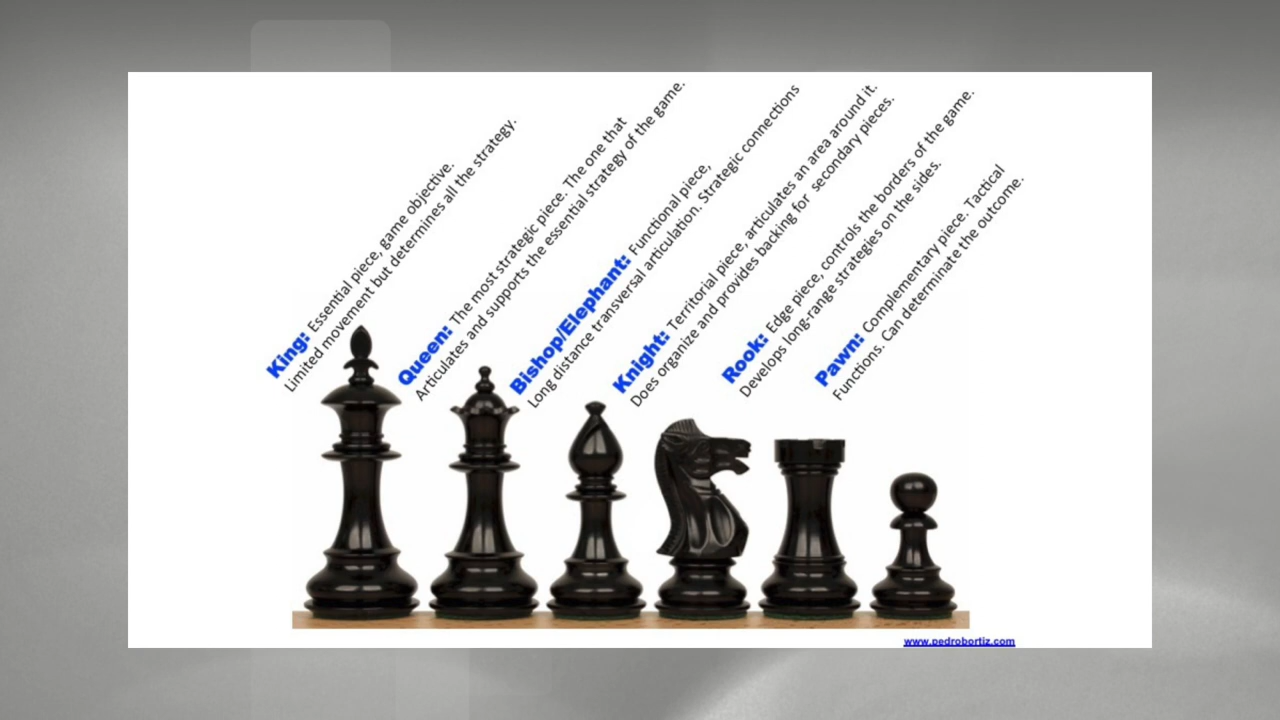 King: Essential piece, game objective.
Limited movement but determines all the strategy.
Queen: The most strategic piece. The one that
Articulates and supports the essential strategy of the game.
Bishop/Elephant: Functional piece,
Long distance transversal articulation. Strategic connections
Knight: Territorial piece, articulates an area around it.
Does organize and provides backing for secondary pieces.
Rook: Edge piece, controls the borders of the game.
Develops long-range strategies on the sides.
Pawn: Complementary piece. Tactical
Functions. Can determinate the outcome.
www.pedrobortiz.com